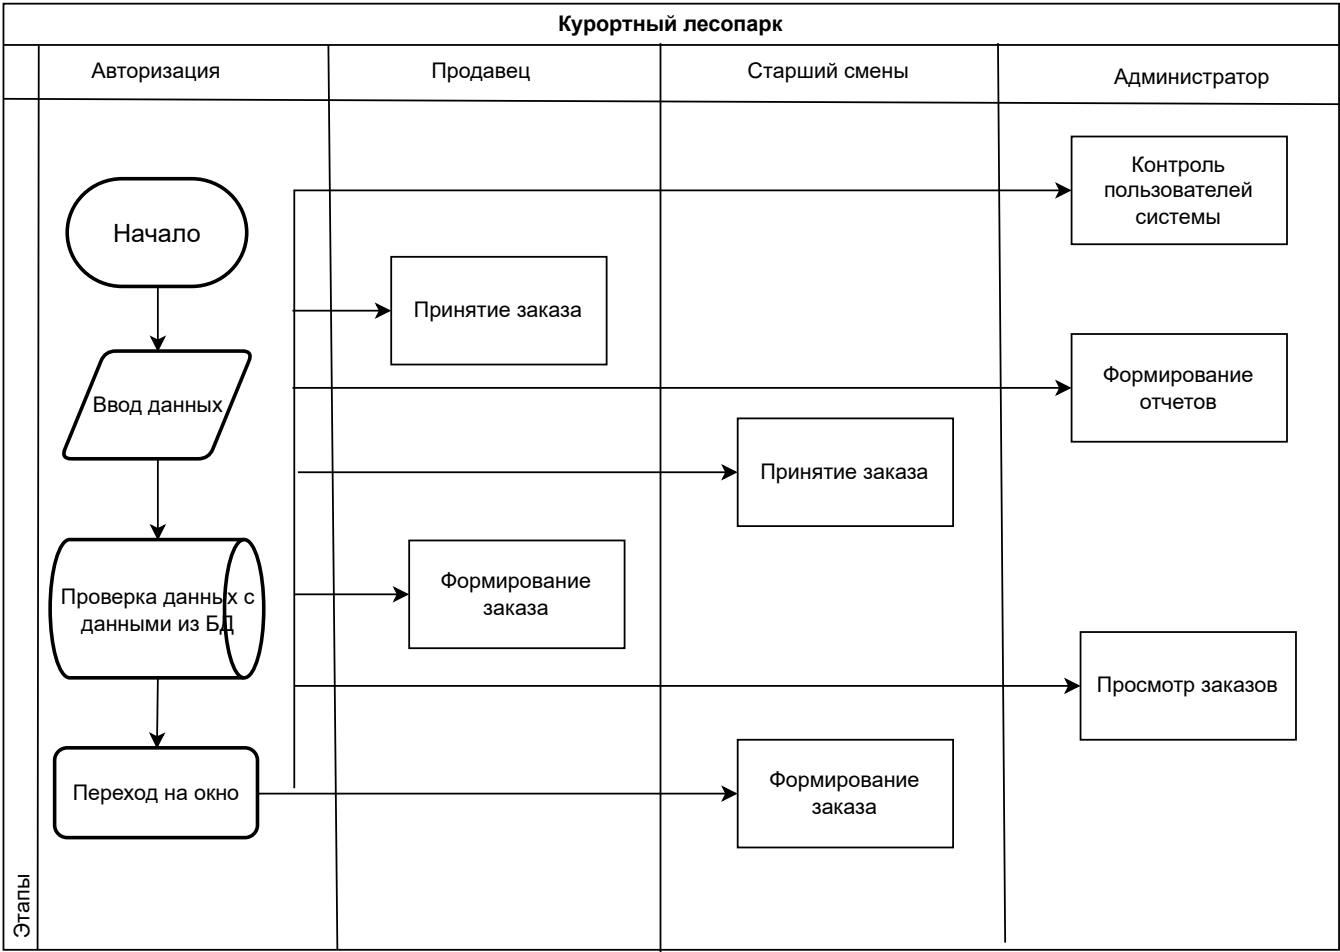 Курортный лесопарк
Авторизация
Продавец
Старший смены
Администратор
Контроль
пользователей
системы
Начало
Принятие заказа
Формирование
отчетов
Ввод данных
Принятие заказа
Формирование
заказа
Проверка данных с
данными из БД
Просмотр заказов
Переход на окно
Формирование
заказа
Этапы